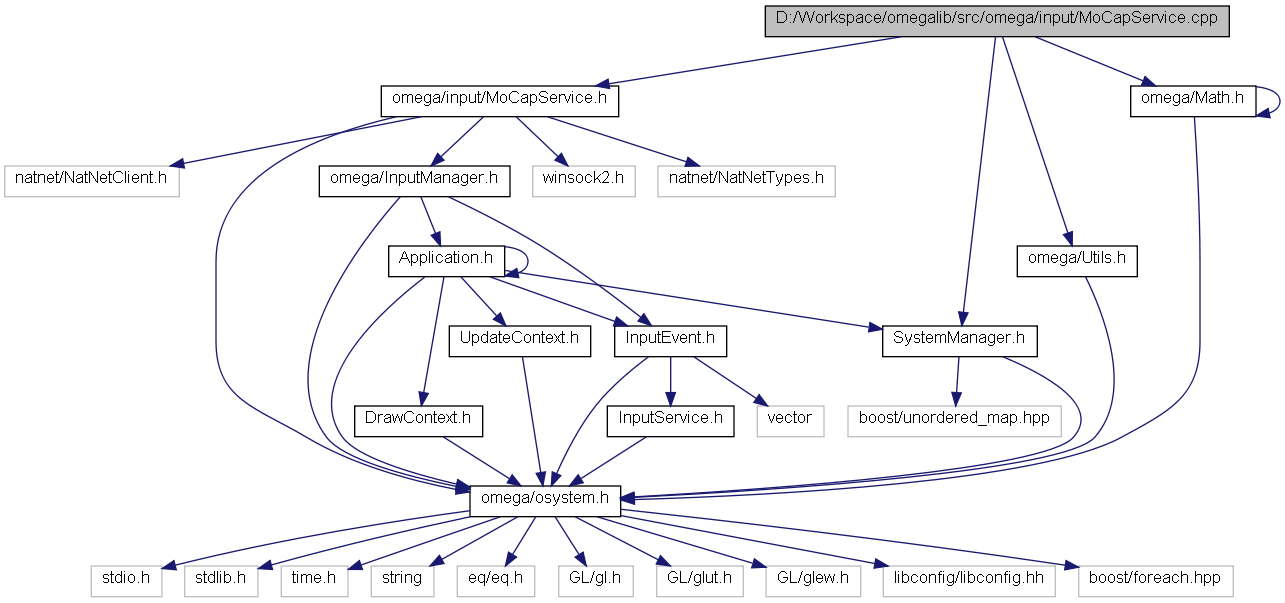 D:/Workspace/omegalib/src/omega/input/MoCapService.cpp
omega/input/MoCapService.h
omega/Math.h
natnet/NatNetClient.h
omega/InputManager.h
winsock2.h
natnet/NatNetTypes.h
Application.h
omega/Utils.h
UpdateContext.h
InputEvent.h
SystemManager.h
DrawContext.h
InputService.h
vector
boost/unordered_map.hpp
omega/osystem.h
stdio.h
stdlib.h
time.h
string
eq/eq.h
GL/gl.h
GL/glut.h
GL/glew.h
libconfig/libconfig.hh
boost/foreach.hpp